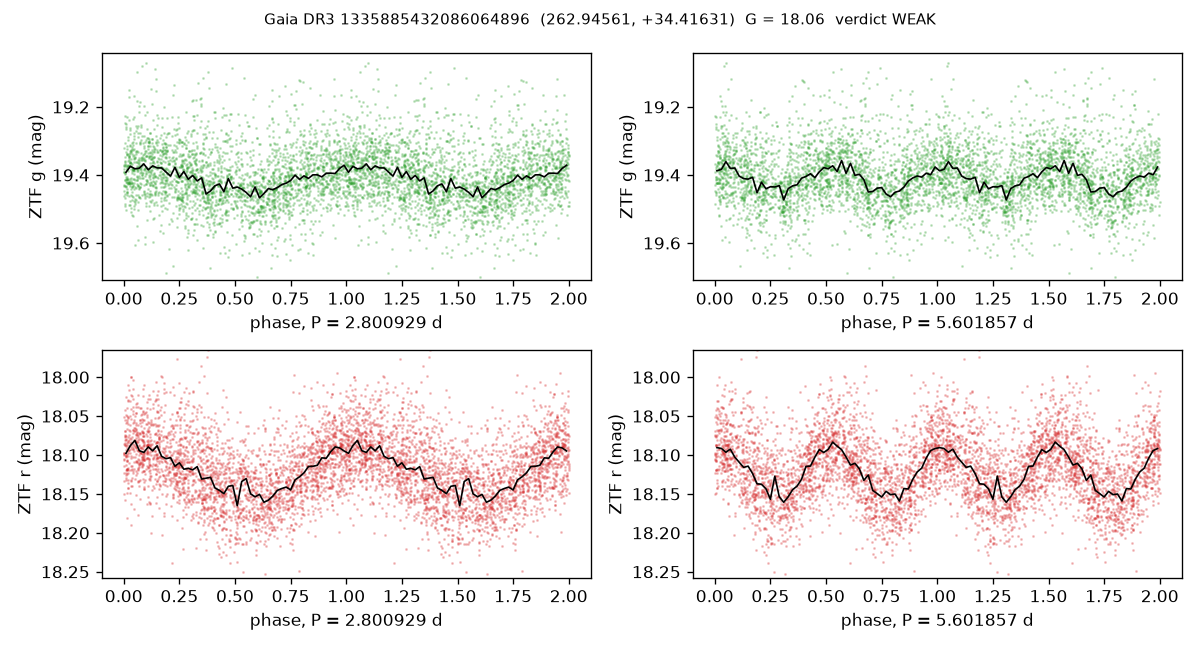 Gaia DR3 1335885432086064896  (262.94561, +34.41631)  G = 18.06  verdict WEAK
ZTF g (mag)
19.2
19.4
19.6
0.00 0.25 0.50 0.75 1.00 1.25 1.50 1.75 2.00
phase, P = 2.800929 d
ZTF g (mag)
19.2
19.4
19.6
0.00 0.25 0.50 0.75 1.00 1.25 1.50 1.75 2.00
phase, P = 5.601857 d
ZTF r (mag)
18.00
18.05
18.10
18.15
18.20
18.25
0.00 0.25 0.50 0.75 1.00 1.25 1.50 1.75 2.00
phase, P = 2.800929 d
ZTF r (mag)
18.00
18.05
18.10
18.15
18.20
18.25
0.00 0.25 0.50 0.75 1.00 1.25 1.50 1.75 2.00
phase, P = 5.601857 d